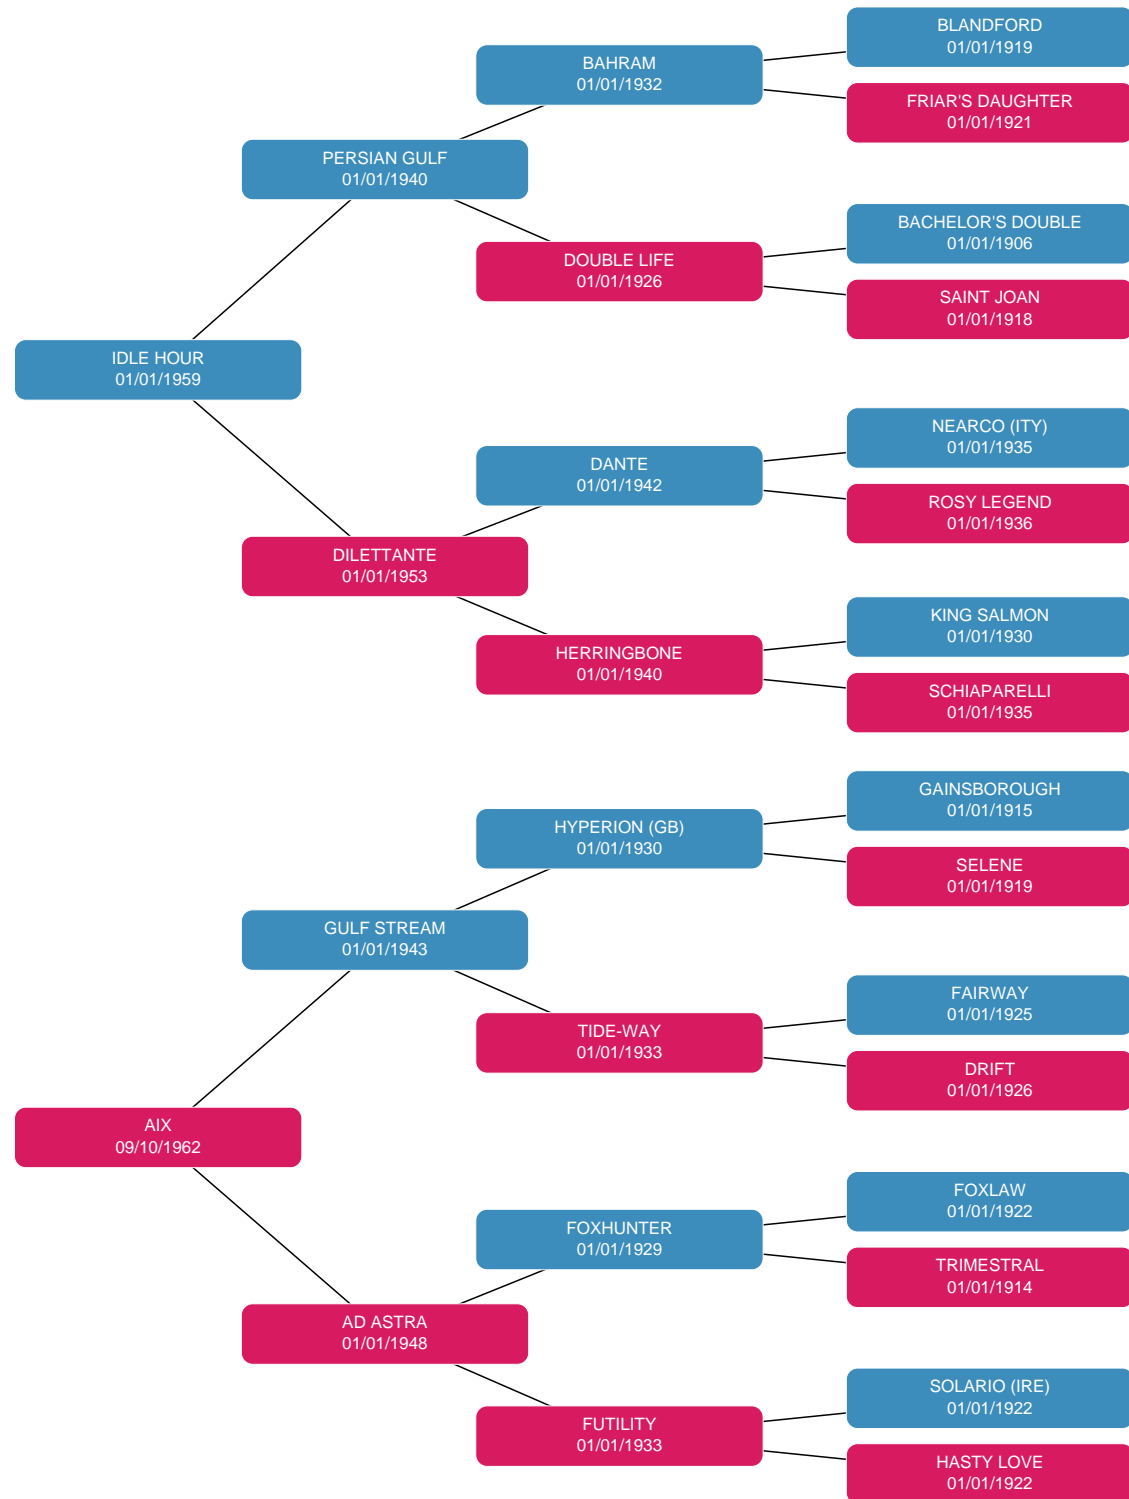 BLANDFORD
01/01/1919
BAHRAM
01/01/1932
FRIAR'S DAUGHTER
01/01/1921
PERSIAN GULF
01/01/1940
BACHELOR'S DOUBLE
01/01/1906
DOUBLE LIFE
01/01/1926
SAINT JOAN
01/01/1918
IDLE HOUR
01/01/1959
NEARCO (ITY)
01/01/1935
DANTE
01/01/1942
ROSY LEGEND
01/01/1936
DILETTANTE
01/01/1953
KING SALMON
01/01/1930
HERRINGBONE
01/01/1940
SCHIAPARELLI
01/01/1935
GAINSBOROUGH
01/01/1915
HYPERION (GB)
01/01/1930
SELENE
01/01/1919
GULF STREAM
01/01/1943
FAIRWAY
01/01/1925
TIDE-WAY
01/01/1933
DRIFT
01/01/1926
AIX
09/10/1962
FOXLAW
01/01/1922
FOXHUNTER
01/01/1929
TRIMESTRAL
01/01/1914
AD ASTRA
01/01/1948
SOLARIO (IRE)
01/01/1922
FUTILITY
01/01/1933
HASTY LOVE
01/01/1922